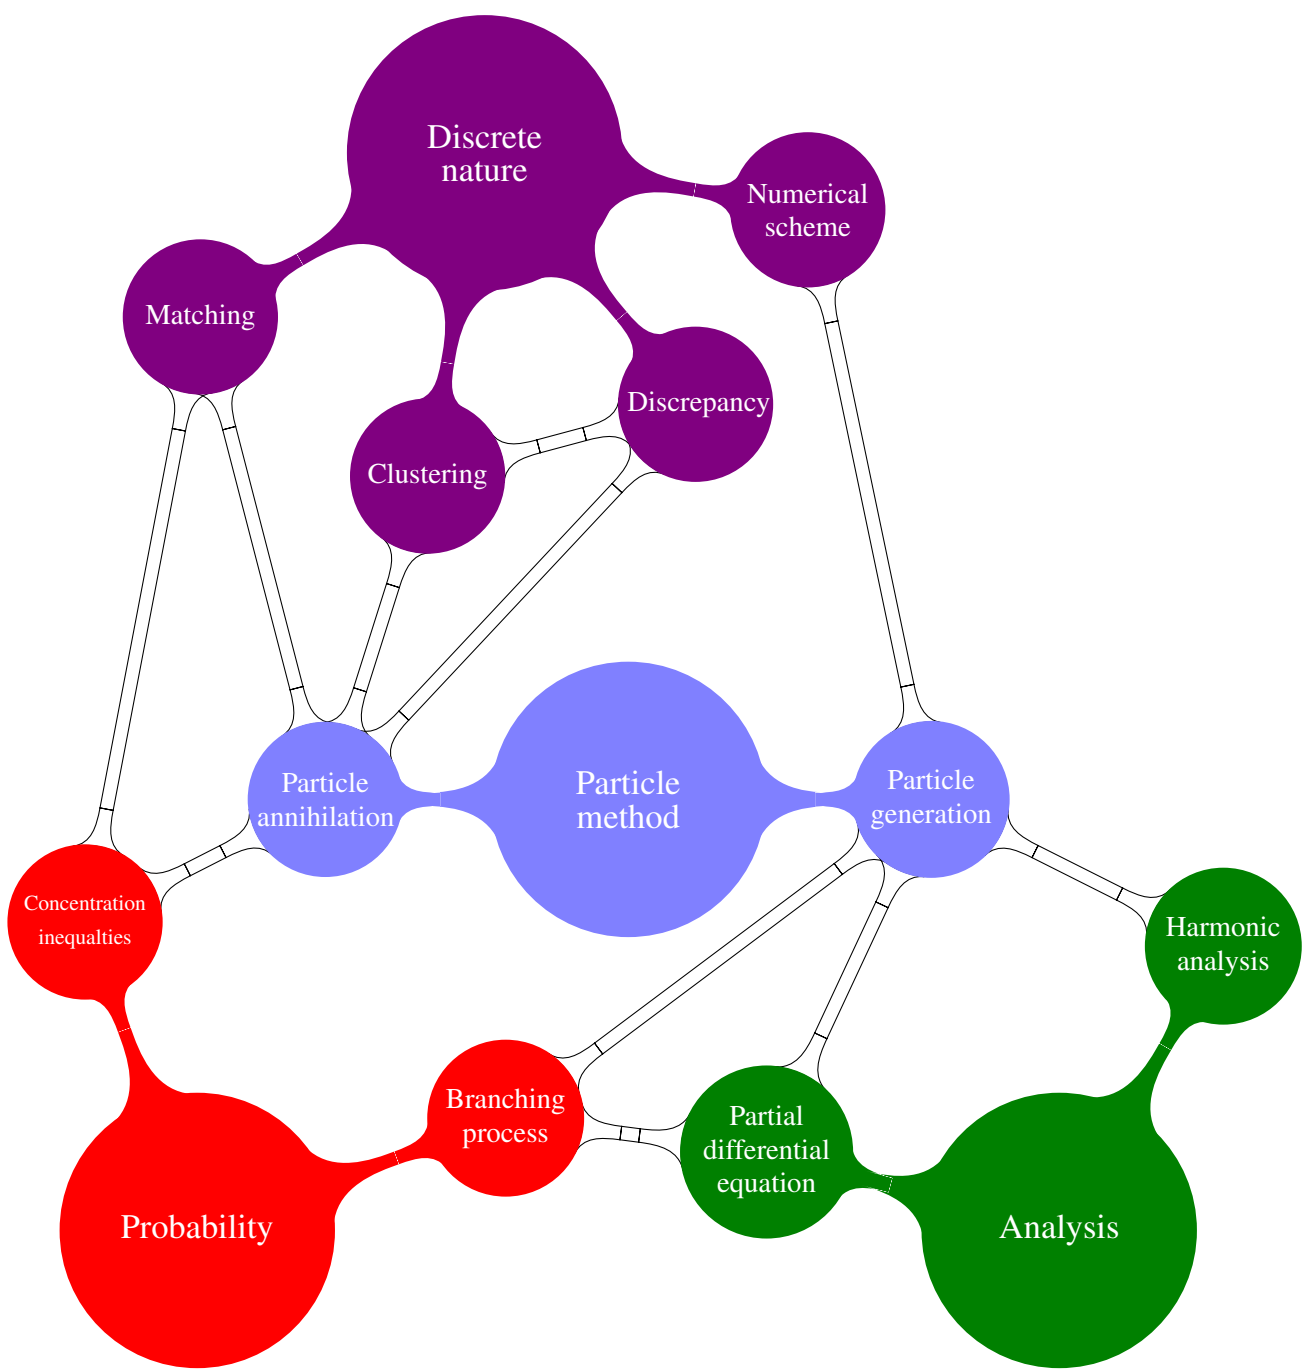 Discrete
nature
Numerical
scheme
Matching
Discrepancy
Clustering
Particle
annihilation
Particle
method
Particle
generation
Concentration
inequalties
Harmonic
analysis
Branching
process
Partial
differential
equation
Probability
Analysis